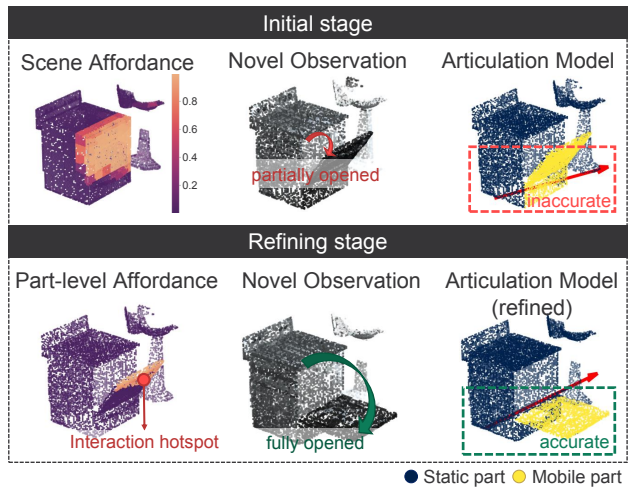 Initial stage
Scene Affordance
Novel Observation
Articulation Model
0.8
0.6
0.4
0.2
partially opened
inaccurate
Refining stage
Part-level Affordance
Novel Observation
Articulation Model
(refined)
Interaction hotspot
fully opened
accurate
Static part
Mobile part